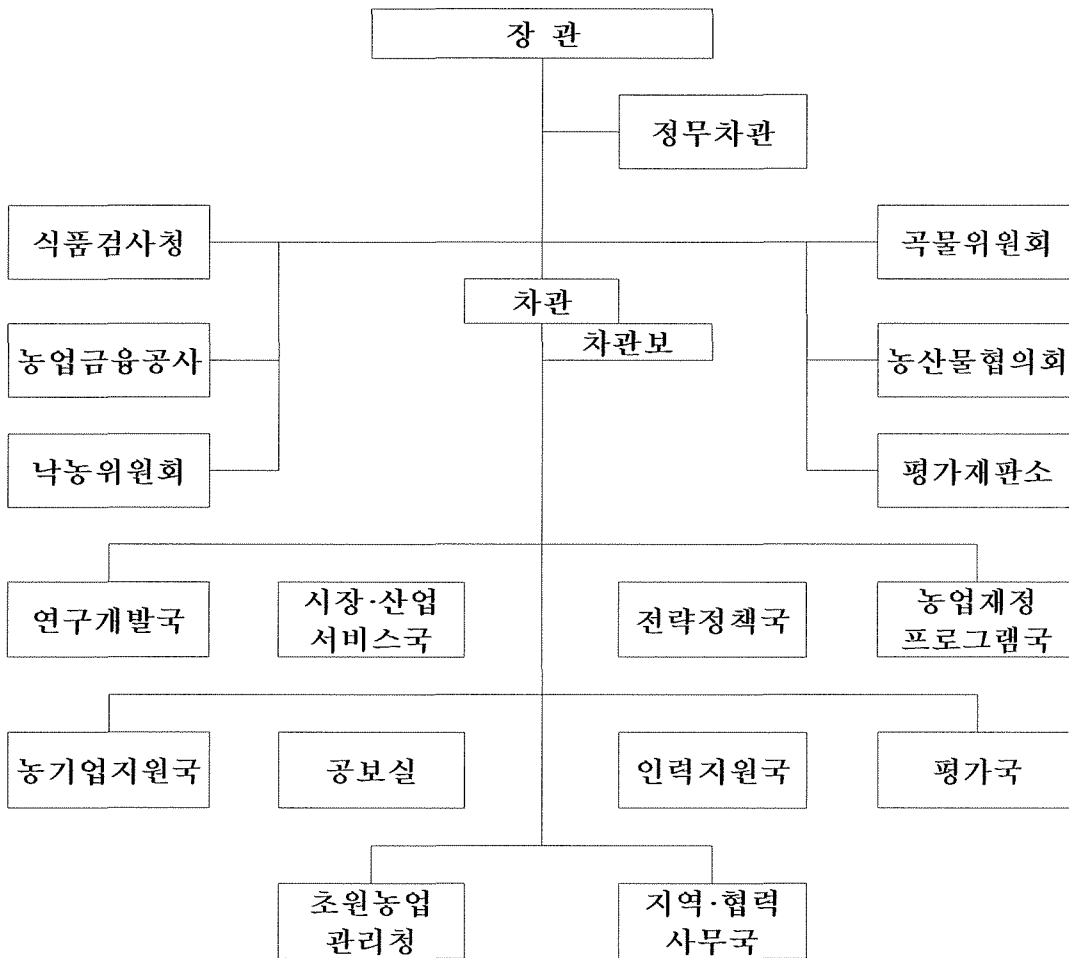 장 관
정무차관
식품검사청
곡물위원회
차관
차관보
농업금융공사
농산물협의회
낙농위원회
평가재판소
연구개발국
시장·산업
서비스국
전략정책국
농업재정
프로그램국
농기업지원국
공보실
인력지원국
평가국
초원농업
관리청
지역·협력
사무국